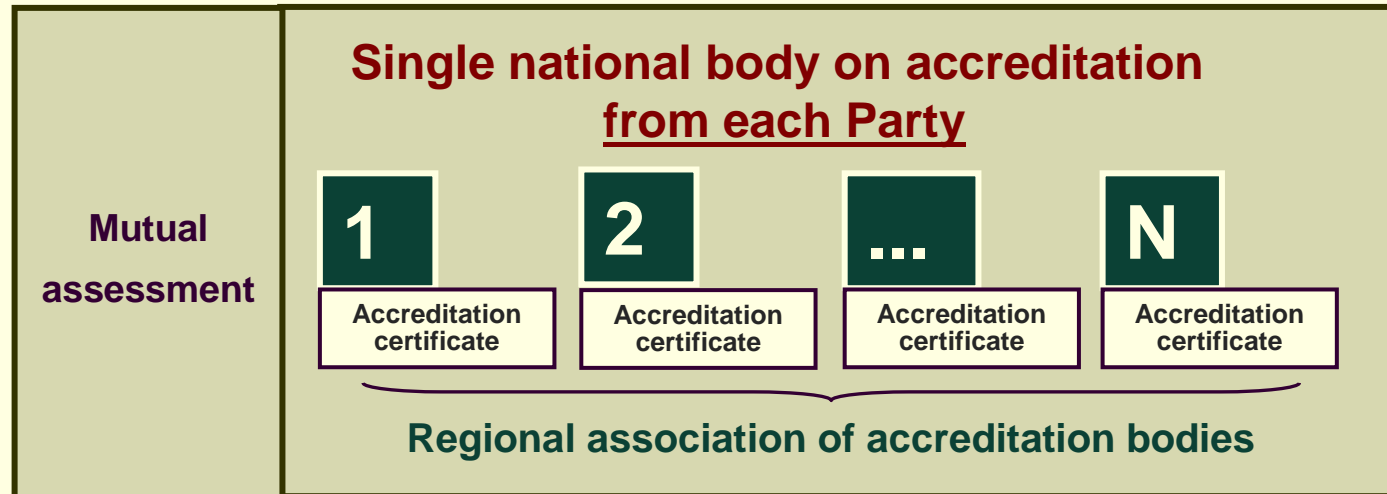 Single national body on accreditation
from each Party
Mutual
assessment
1
2
...
N
Accreditation
certificate
Accreditation
certificate
Accreditation
certificate
Accreditation
certificate
Regional association of accreditation bodies